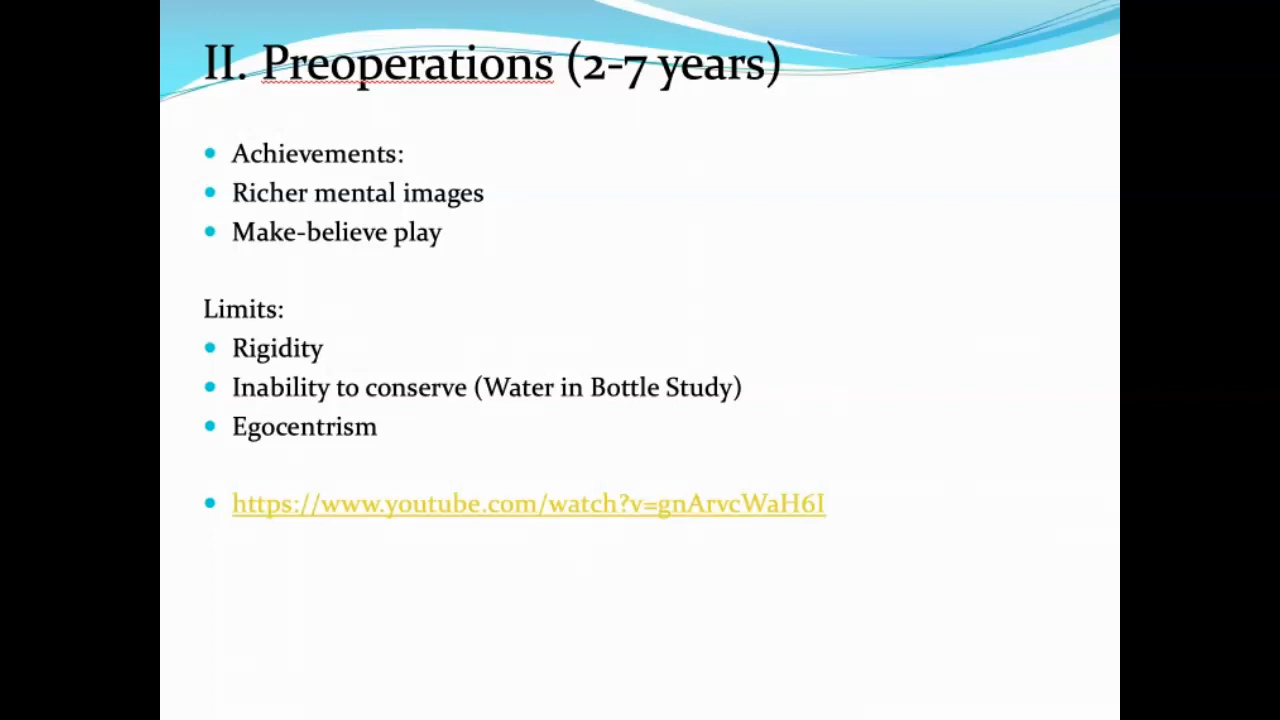 II. Preoperations (2-7 years)
Achievements:
Richer mental images
Make-believe play
Limits:
Rigidity
Inability to conserve (Water in Bottle Study)
Egocentrism
https://www.youtube.com/watch?v=gnArvcWaH6I